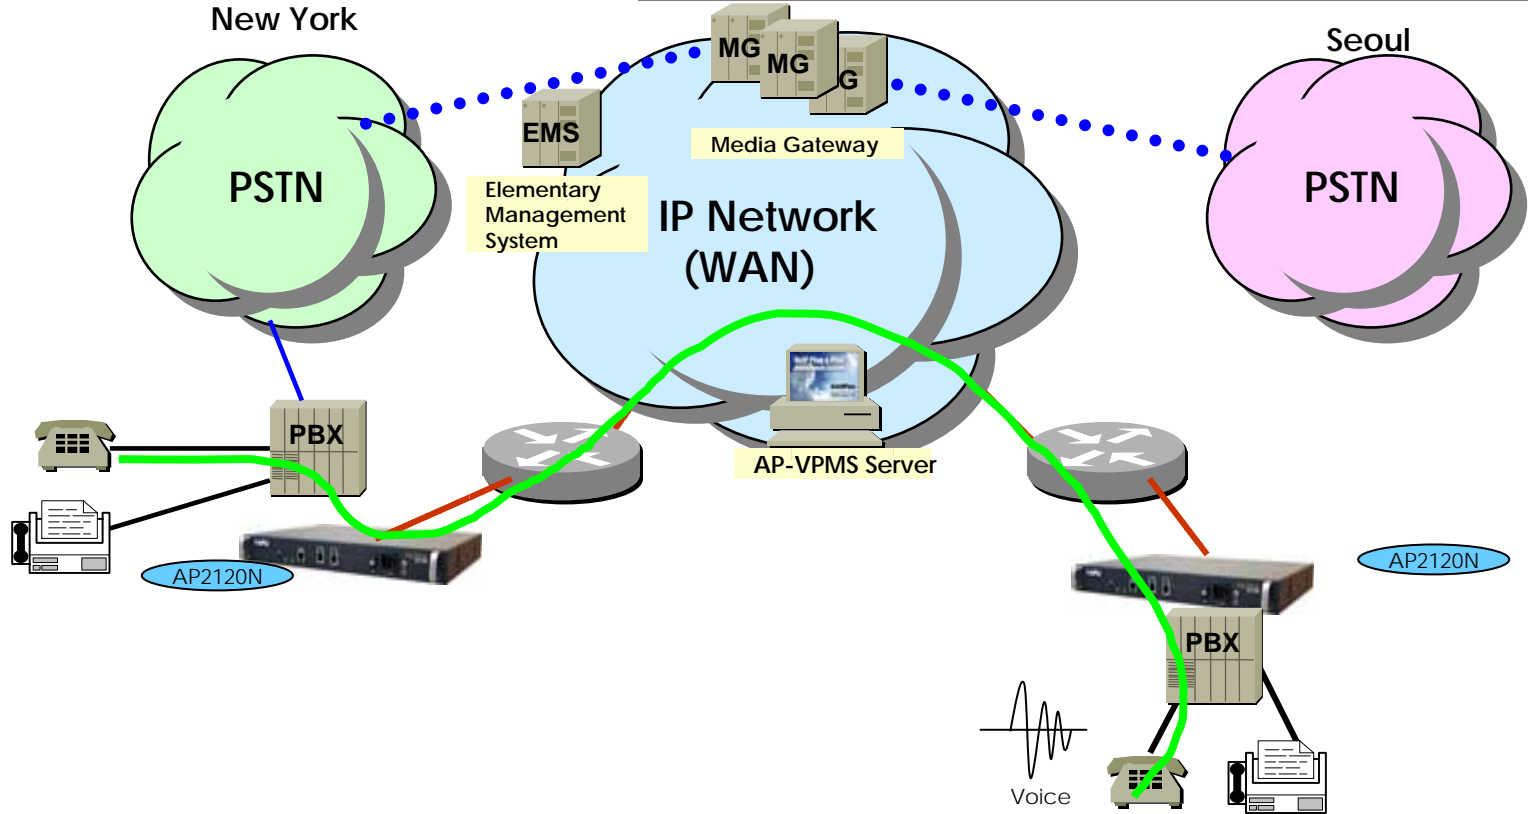 New York
Seoul
MG
MG
G
EMS
Media Gateway
PSTN
Elementary
Management
System
IP Network
(WAN)
PSTN
PBX
AP-VPMS Server
AP2120N
AP2120N
PBX
Voice